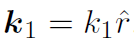 𝒌₁ = k₁r̂